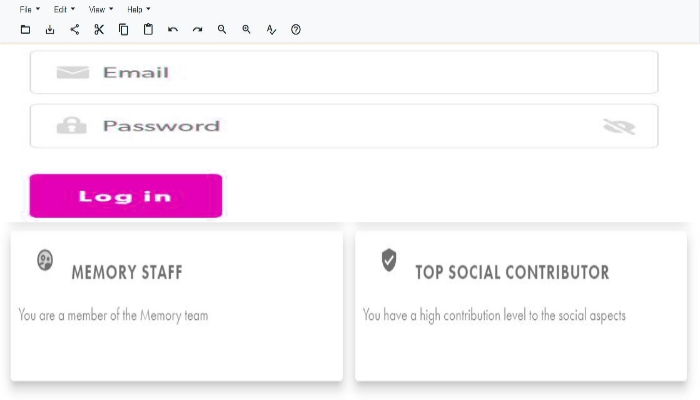 File Edit View Help
Email
Password
Log in
MEMORY STAFF
You are a member of the Memory team
TOP SOCIAL CONTRIBUTOR
You have a high contribution level to the social aspects